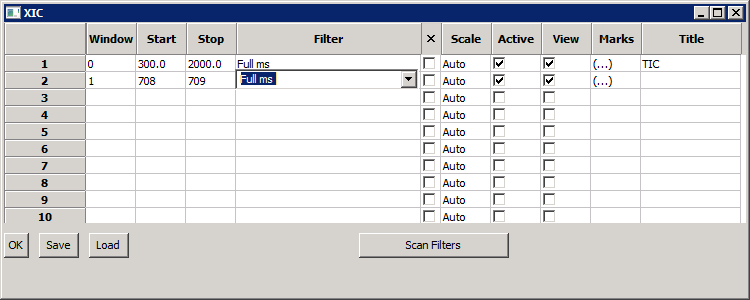 XIC
Window Start Stop Filter X Scale Active View Marks Title
1 0 300.0 2000.0 Full ms Auto (...) TIC
2 1 708 709 Full ms Auto (...)
3 Auto
4 Auto
5 Auto
6 Auto
7 Auto
8 Auto
9 Auto
10 Auto
OK Save Load Scan Filters